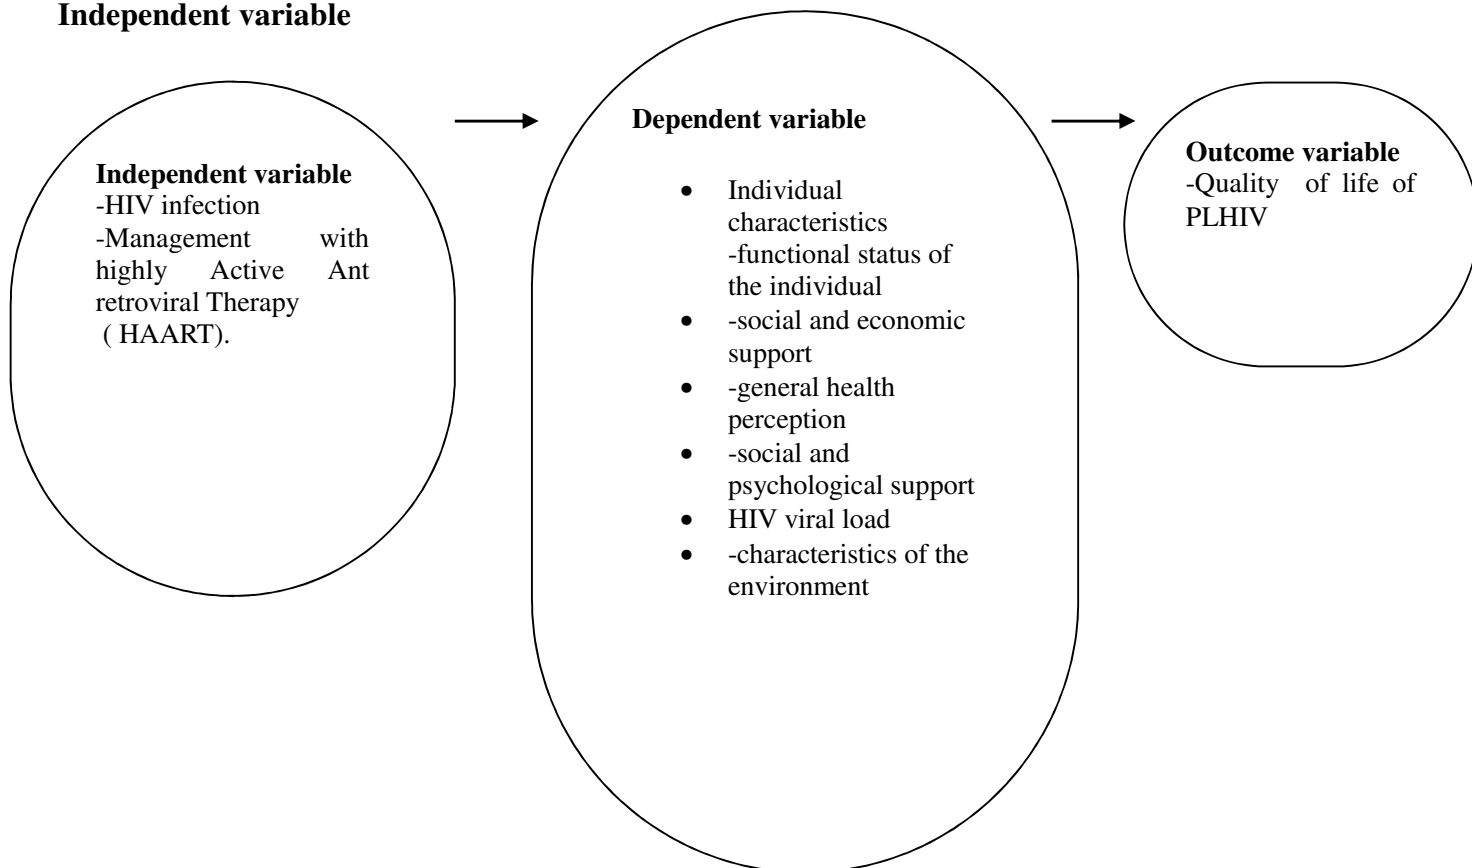 Independent variable
Independent variable
-HIV infection
-Management with
highly Active Ant
retroviral Therapy
( HAART).
Dependent variable
• Individual
characteristics
-functional status of
the individual
• -social and economic
support
• -general health
perception
• -social and
psychological support
• HIV viral load
• -characteristics of the
environment
Outcome variable
-Quality of life of
PLHIV